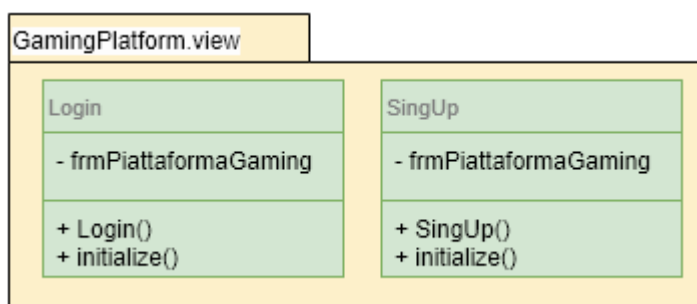 GamingPlatform.view
Login
- frmPiattaformaGaming
+ Login()
+ initialize()
SingUp
- frmPiattaformaGaming
+ SingUp()
+ initialize()